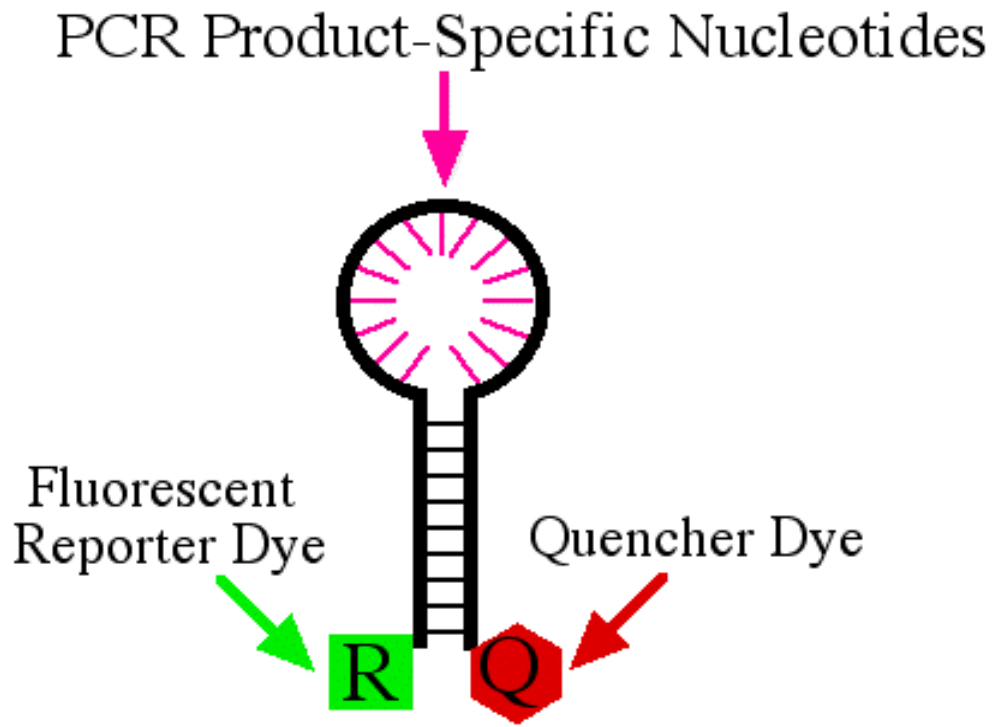 PCR Product-Specific Nucleotides
Fluorescent
Reporter Dye
Quencher Dye
R
Q